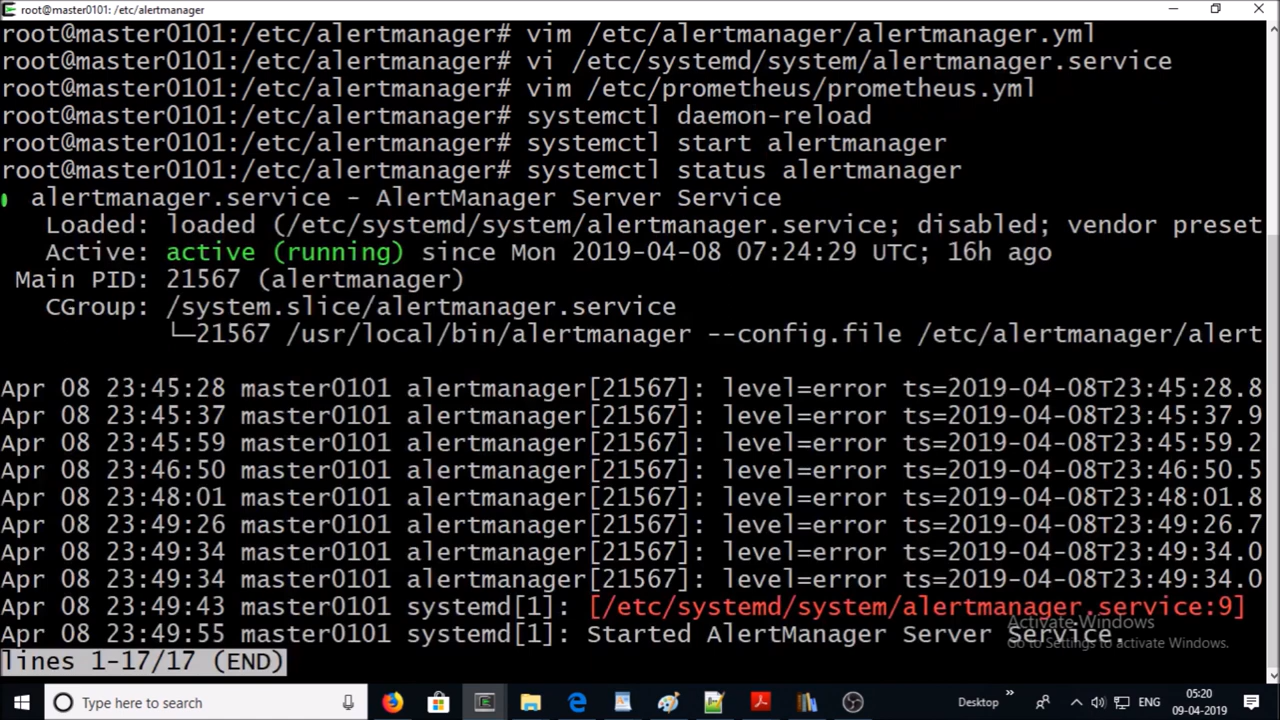 root@master0101: /etc/alertmanager
root@master0101:/etc/alertmanager# vim /etc/alertmanager/alertmanager.yml
root@master0101:/etc/alertmanager# vi /etc/systemd/system/alertmanager.service
root@master0101:/etc/alertmanager# vim /etc/prometheus/prometheus.yml
root@master0101:/etc/alertmanager# systemctl daemon-reload
root@master0101:/etc/alertmanager# systemctl start alertmanager
root@master0101:/etc/alertmanager# systemctl status alertmanager
alertmanager.service - AlertManager Server Service
Loaded: loaded (/etc/systemd/system/alertmanager.service; disabled; vendor preset
Active: active (running) since Mon 2019-04-08 07:24:29 UTC; 16h ago
Main PID: 21567 (alertmanager)
CGroup: /system.slice/alertmanager.service
└─21567 /usr/local/bin/alertmanager --config.file /etc/alertmanager/alert
Apr 08 23:45:28 master0101 alertmanager[21567]: level=error ts=2019-04-08T23:45:28.8
Apr 08 23:45:37 master0101 alertmanager[21567]: level=error ts=2019-04-08T23:45:37.9
Apr 08 23:45:59 master0101 alertmanager[21567]: level=error ts=2019-04-08T23:45:59.2
Apr 08 23:46:50 master0101 alertmanager[21567]: level=error ts=2019-04-08T23:46:50.5
Apr 08 23:48:01 master0101 alertmanager[21567]: level=error ts=2019-04-08T23:48:01.8
Apr 08 23:49:26 master0101 alertmanager[21567]: level=error ts=2019-04-08T23:49:26.7
Apr 08 23:49:34 master0101 alertmanager[21567]: level=error ts=2019-04-08T23:49:34.0
Apr 08 23:49:34 master0101 alertmanager[21567]: level=error ts=2019-04-08T23:49:34.0
Apr 08 23:49:43 master0101 systemd[1]: [/etc/systemd/system/alertmanager.service:9]
Apr 08 23:49:55 master0101 systemd[1]: Started AlertManager Server Service.
Activate Windows
Go to Settings to activate Windows.
lines 1-17/17 (END)
Type here to search
Desktop
ENG
05:20
09-04-2019